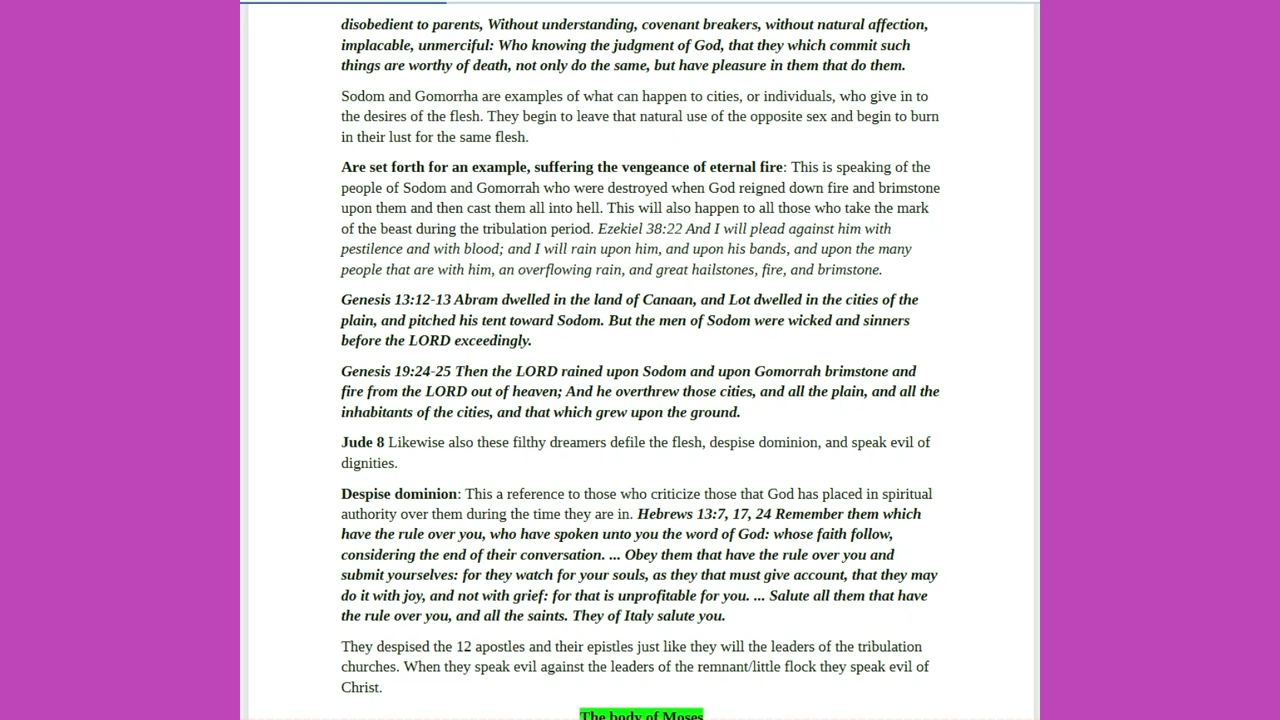 disobedient to parents, Without understanding, covenant breakers, without natural affection,
implacable, unmerciful: Who knowing the judgment of God, that they which commit such
things are worthy of death, not only do the same, but have pleasure in them that do them.
Sodom and Gomorrha are examples of what can happen to cities, or individuals, who give in to
the desires of the flesh. They begin to leave that natural use of the opposite sex and begin to burn
in their lust for the same flesh.
Are set forth for an example, suffering the vengeance of eternal fire: This is speaking of the
people of Sodom and Gomorrah who were destroyed when God reigned down fire and brimstone
upon them and then cast them all into hell. This will also happen to all those who take the mark
of the beast during the tribulation period. Ezekiel 38:22 And I will plead against him with
pestilence and with blood; and I will rain upon him, and upon his bands, and upon the many
people that are with him, an overflowing rain, and great hailstones, fire, and brimstone.
Genesis 13:12-13 Abram dwelled in the land of Canaan, and Lot dwelled in the cities of the
plain, and pitched his tent toward Sodom. But the men of Sodom were wicked and sinners
before the LORD exceedingly.
Genesis 19:24-25 Then the LORD rained upon Sodom and upon Gomorrah brimstone and
fire from the LORD out of heaven; And he overthrew those cities, and all the plain, and all the
inhabitants of the cities, and that which grew upon the ground.
Jude 8 Likewise also these filthy dreamers defile the flesh, despise dominion, and speak evil of
dignities.
Despise dominion: This a reference to those who criticize those that God has placed in spiritual
authority over them during the time they are in. Hebrews 13:7, 17, 24 Remember them which
have the rule over you, who have spoken unto you the word of God: whose faith follow,
considering the end of their conversation. ... Obey them that have the rule over you and
submit yourselves: for they watch for your souls, as they that must give account, that they may
do it with joy, and not with grief: for that is unprofitable for you. ... Salute all them that have
the rule over you, and all the saints. They of Italy salute you.
They despised the 12 apostles and their epistles just like they will the leaders of the tribulation
churches. When they speak evil against the leaders of the remnant/little flock they speak evil of
Christ.
The body of Moses